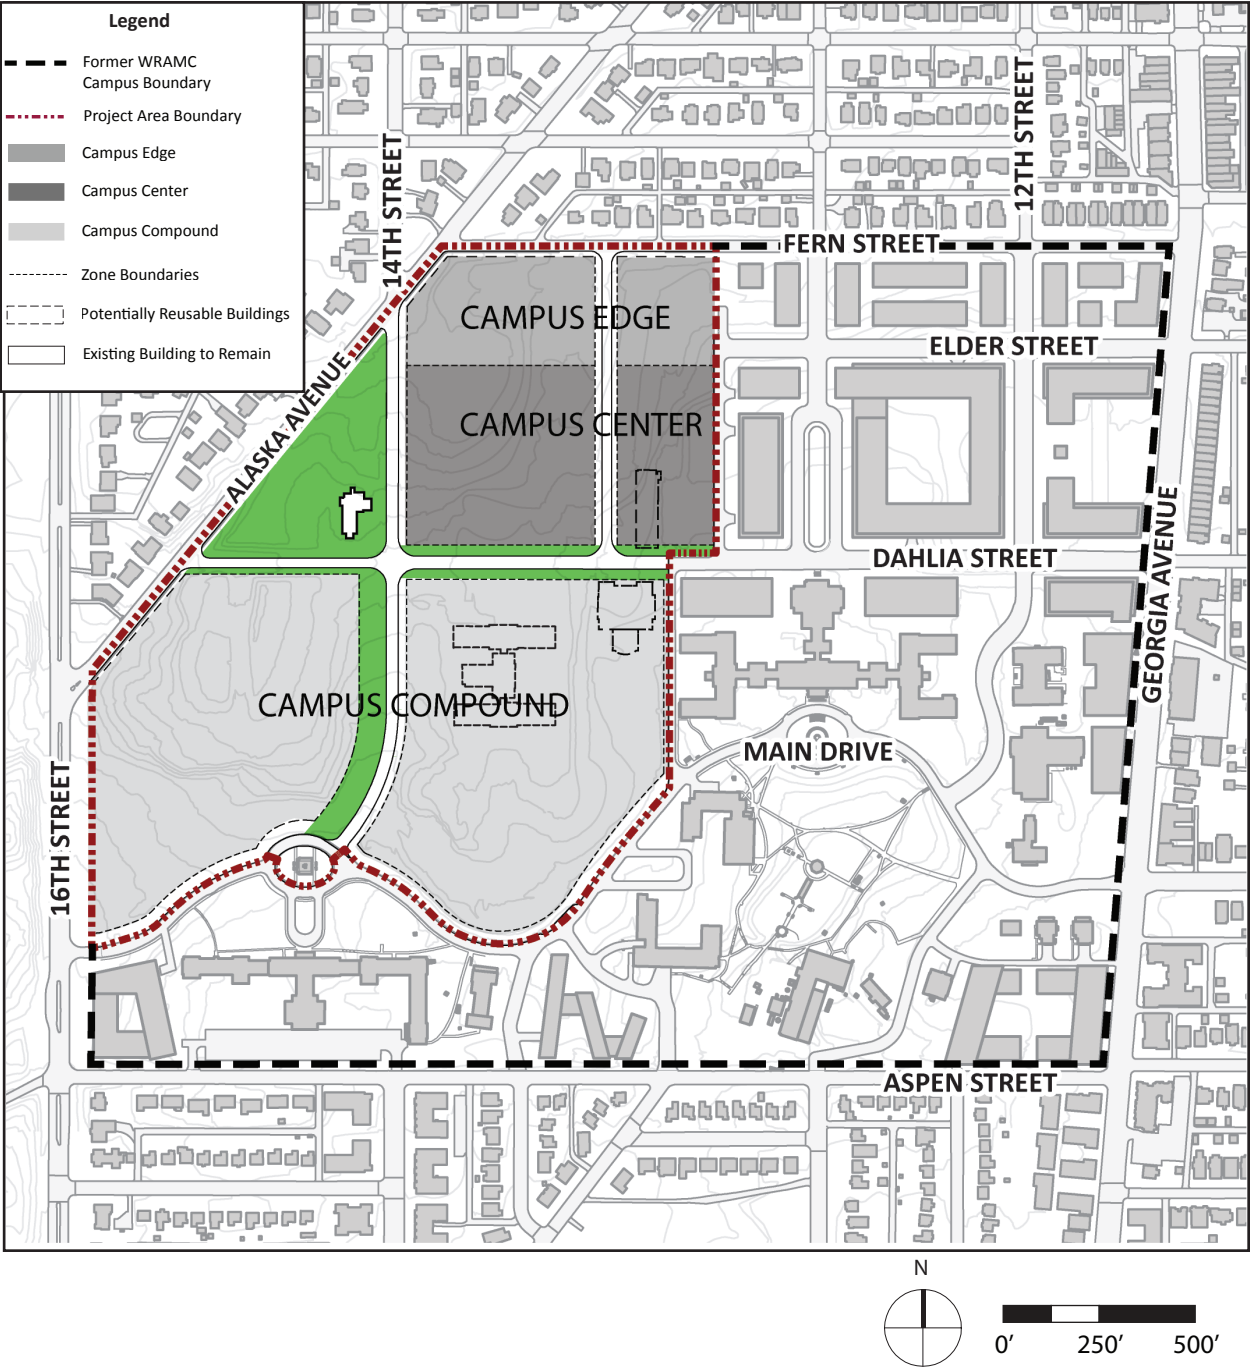 Legend
Former WRAMC
Campus Boundary
Project Area Boundary
Campus Edge
Campus Center
Campus Compound
Zone Boundaries
Potentially Reusable Buildings
Existing Building to Remain
14TH STREET
12TH STREET
FERN STREET
CAMPUS EDGE
ELDER STREET
ALASKA AVENUE
CAMPUS CENTER
DAHLIA STREET
GEORGIA AVENUE
CAMPUS COMPOUND
MAIN DRIVE
16TH STREET
ASPEN STREET
N
0’ 250’ 500’